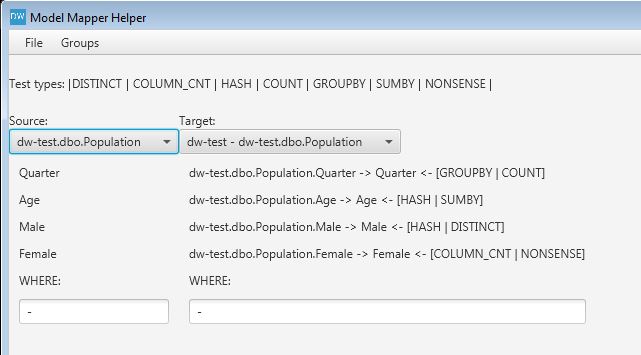 DW Model Mapper Helper
File Groups
Test types: |DISTINCT | COLUMN_CNT | HASH | COUNT | GROUPBY | SUMBY | NONSENSE |
Source: Target:
dw-test.dbo.Population dw-test - dw-test.dbo.Population
Quarter dw-test.dbo.Population.Quarter -> Quarter <- [GROUPBY | COUNT]
Age dw-test.dbo.Population.Age -> Age <- [HASH | SUMBY]
Male dw-test.dbo.Population.Male -> Male <- [HASH | DISTINCT]
Female dw-test.dbo.Population.Female -> Female <- [COLUMN_CNT | NONSENSE]
WHERE: WHERE:
- -